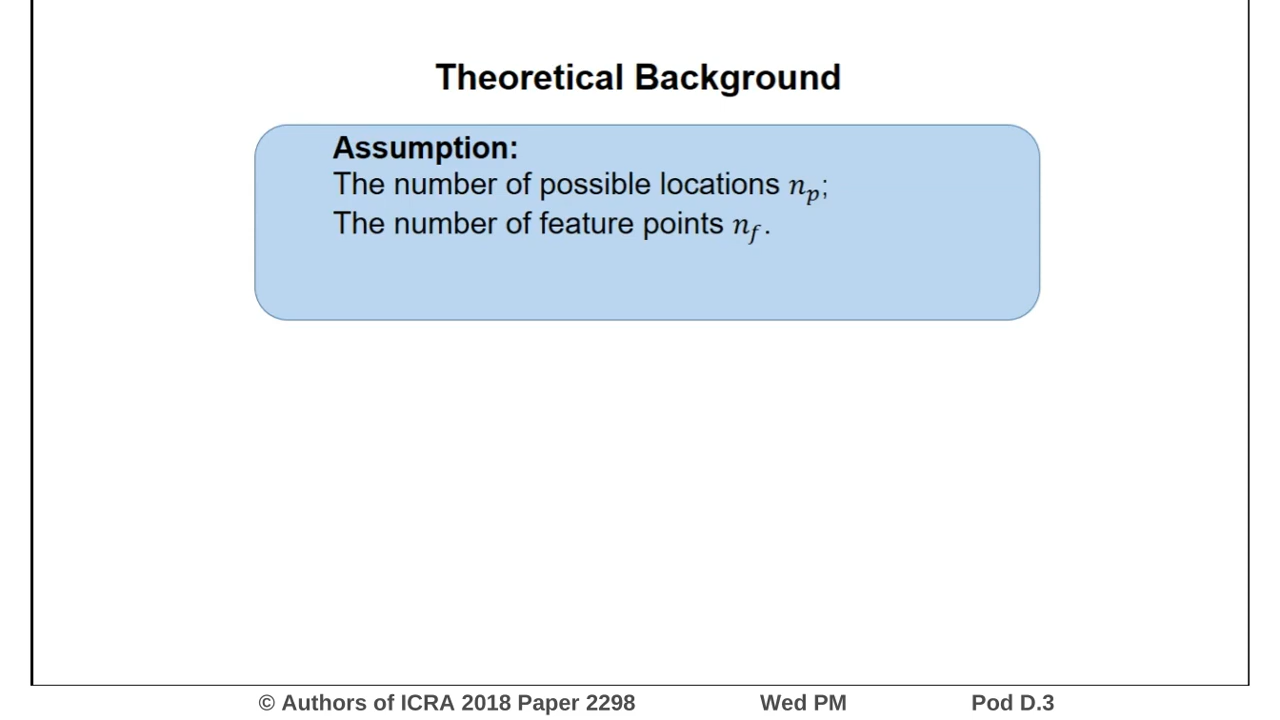 Theoretical Background
Assumption:
The number of possible locations n_p;
The number of feature points n_f.
© Authors of ICRA 2018 Paper 2298 Wed PM Pod D.3